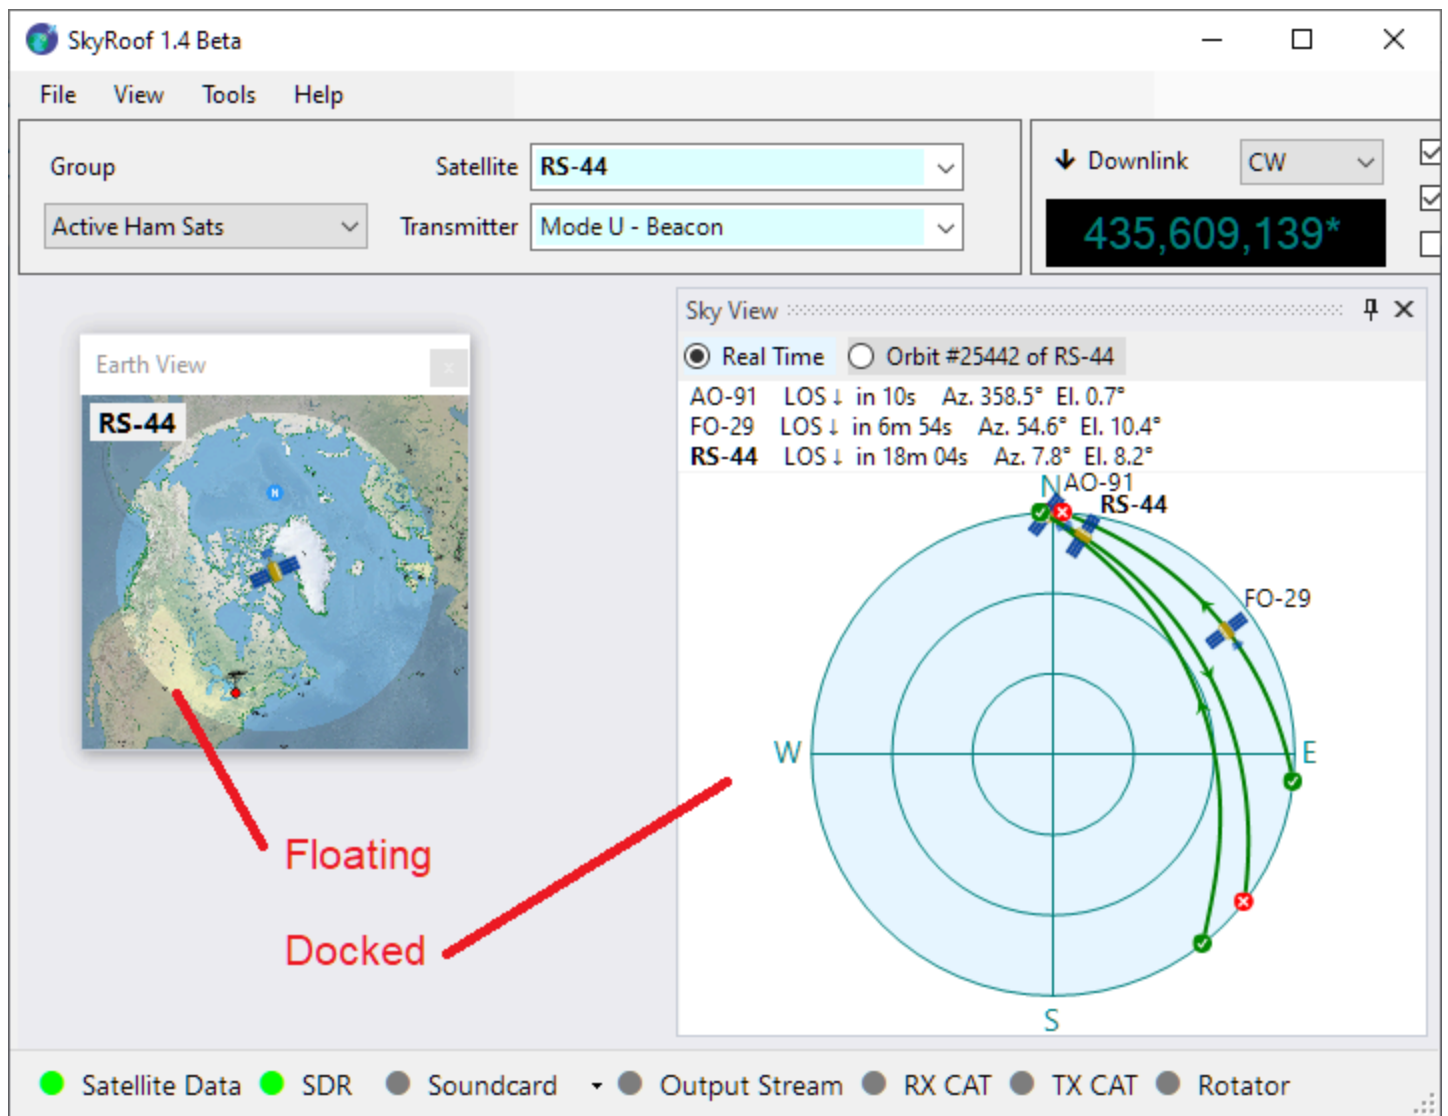 SkyRoof 1.4 Beta
File View Tools Help
Group
Satellite RS-44
Active Ham Sats
Transmitter Mode U - Beacon
Downlink CW
435,609,139*
Earth View
RS-44
Sky View
Real Time Orbit #25442 of RS-44
AO-91 LOS↓ in 10s Az. 358.5° El. 0.7°
FO-29 LOS↓ in 6m 54s Az. 54.6° El. 10.4°
RS-44 LOS↓ in 18m 04s Az. 7.8° El. 8.2°
N AO-91
RS-44
FO-29
W
E
S
Floating
Docked
Satellite Data SDR Soundcard Output Stream RX CAT TX CAT Rotator